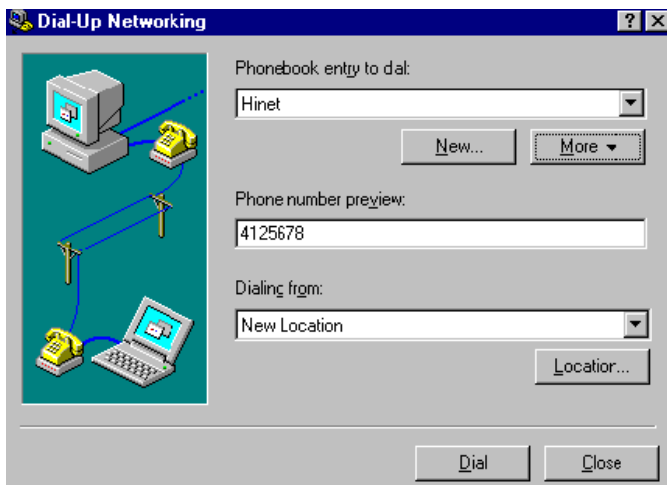 Dial-Up Networking
Phonebook entry to dial:
Hinet
New...
More
Phone number preview:
4125678
Dialing from:
New Location
Location...
Dial
Close